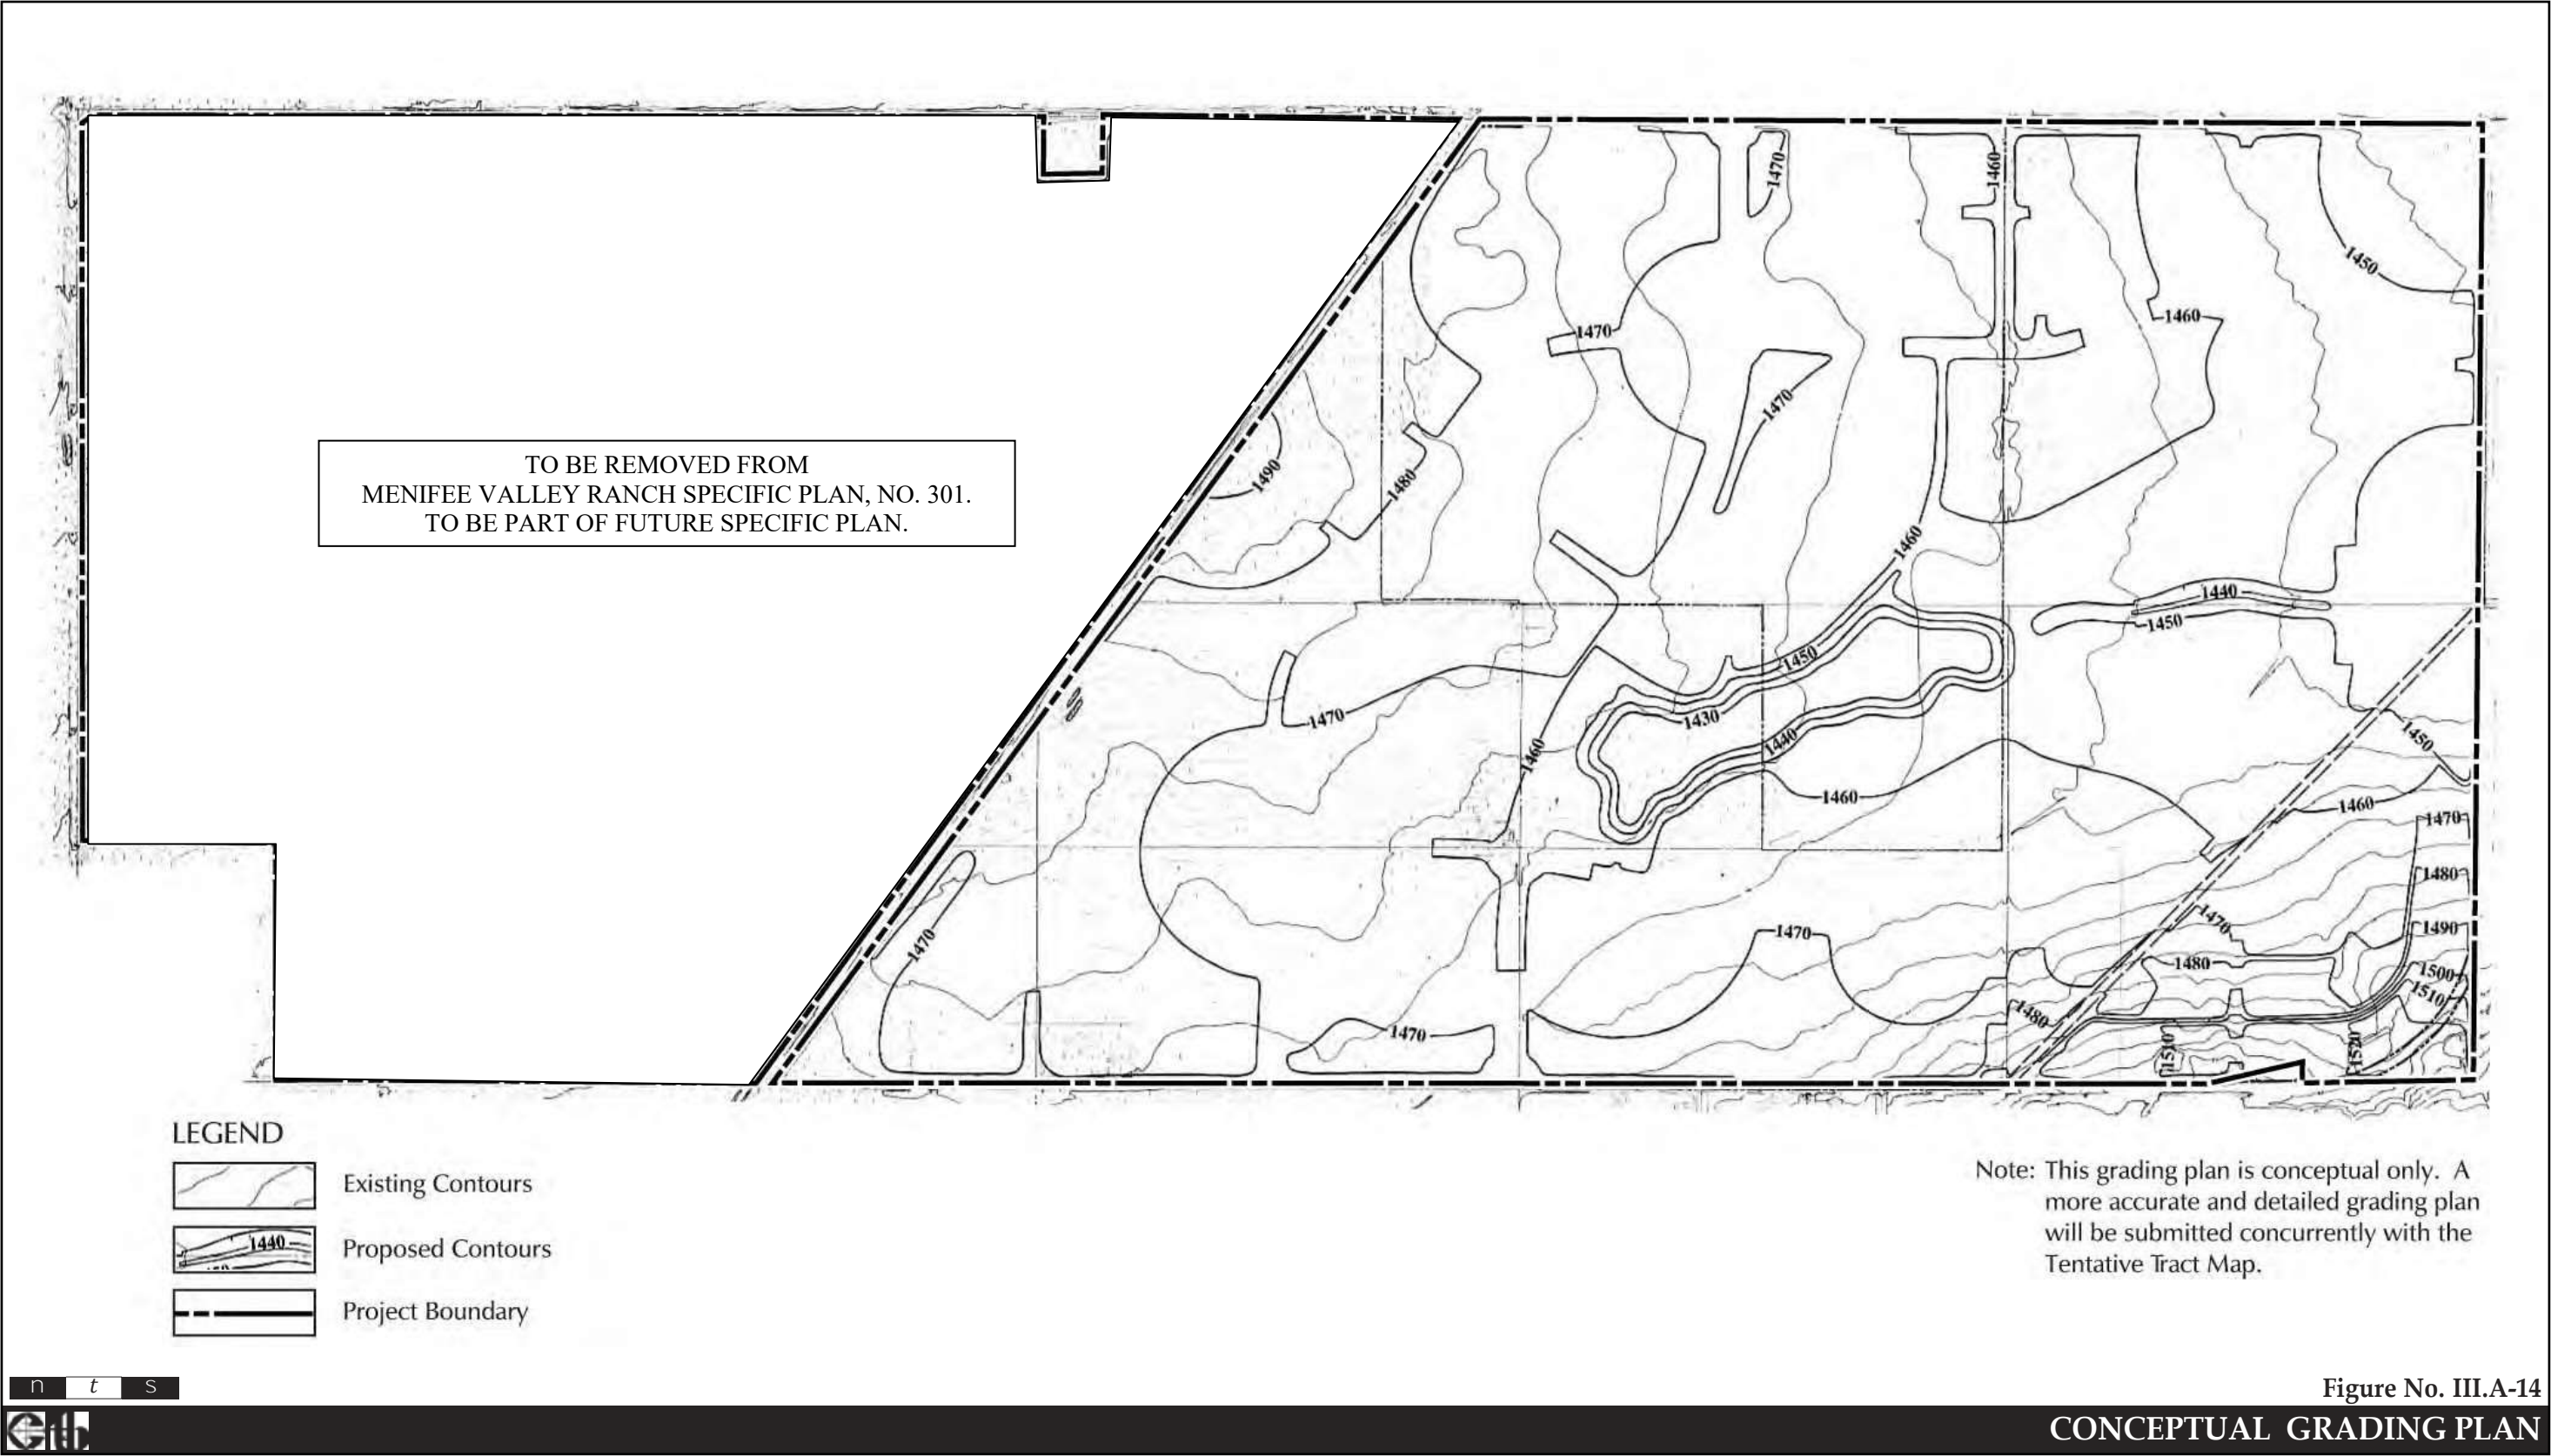 1470
1460
1450
1470
1460
1470
1490
1480
1460
1440
1450
1450
1470
1430
1440
1460
1450
1460
1460
1470
1480
1470
1490
1470
1470
1480
1500
1510
1480
1470
1510
1520
TO BE REMOVED FROM
MENIFEE VALLEY RANCH SPECIFIC PLAN, NO. 301.
TO BE PART OF FUTURE SPECIFIC PLAN.
LEGEND
Existing Contours
1440
Proposed Contours
Project Boundary
Note: This grading plan is conceptual only. A
more accurate and detailed grading plan
will be submitted concurrently with the
Tentative Tract Map.
n t s
Figure No. III.A-14
CONCEPTUAL GRADING PLAN